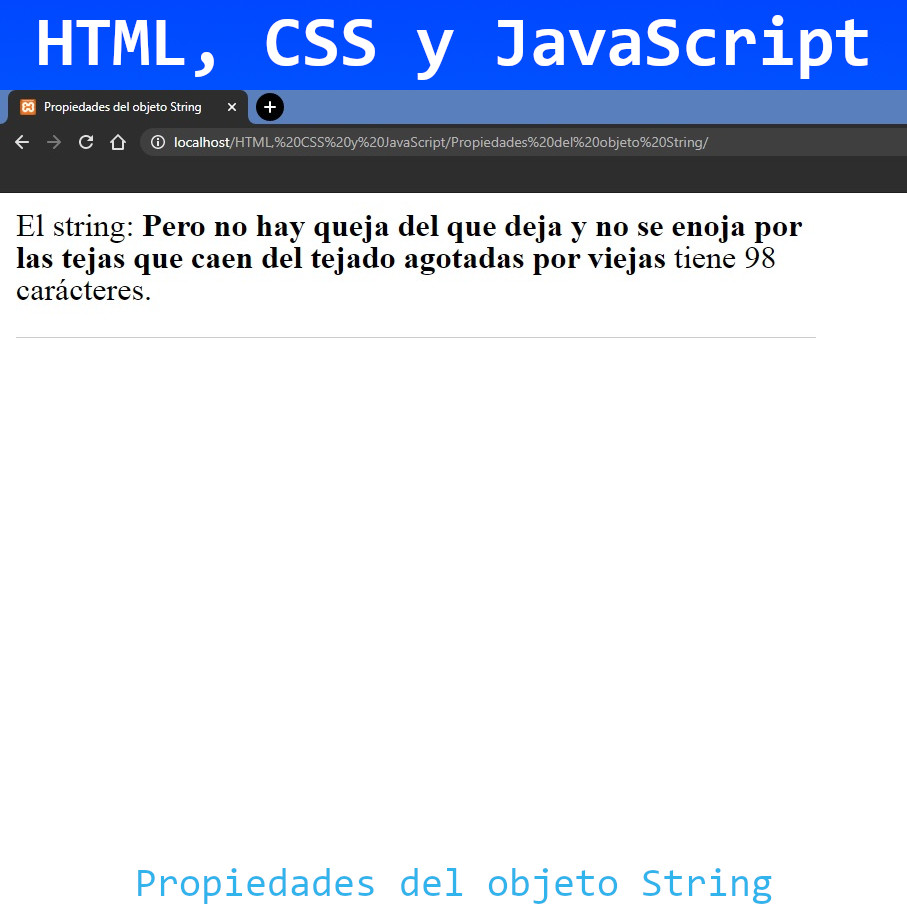 HTML, CSS y JavaScript
Propiedades del objeto String
localhost/HTML,%20CSS%20y%20JavaScript/Propiedades%20del%20objeto%20String/
El string: Pero no hay queja del que deja y no se enoja por
las tejas que caen del tejado agotadas por viejas tiene 98
carácteres.
Propiedades del objeto String